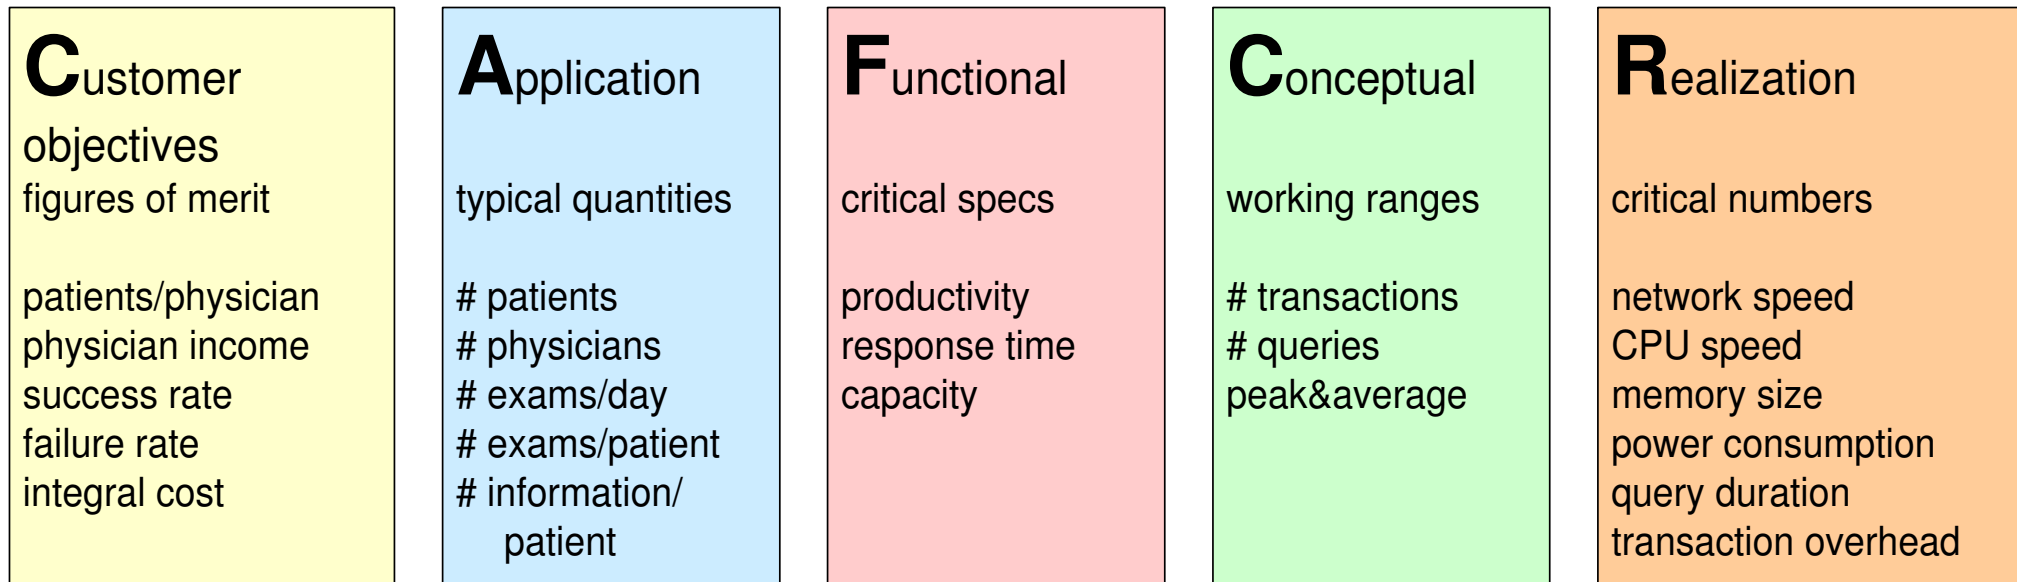 Customer
objectives
figures of merit
patients/physician
physician income
success rate
failure rate
integral cost
Application
typical quantities
# patients
# physicians
# exams/day
# exams/patient
# information/
patient
Functional
critical specs
productivity
response time
capacity
Conceptual
working ranges
# transactions
# queries
peak&average
Realization
critical numbers
network speed
CPU speed
memory size
power consumption
query duration
transaction overhead